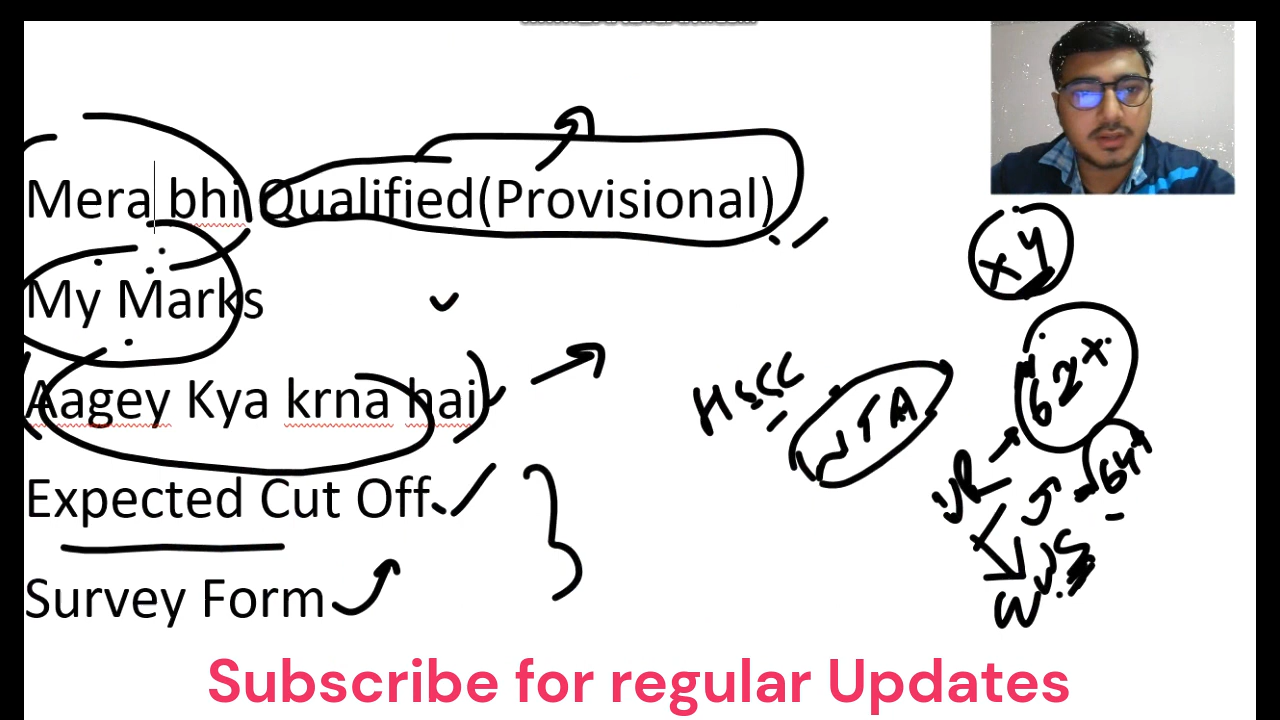 Mera bhi Qualified(Provisional)
My Marks
Aagey Kya krna hai
Expected Cut Off
Survey Form
xy
62+
HSSC
NTA
UR
64+
Subscribe for regular Updates